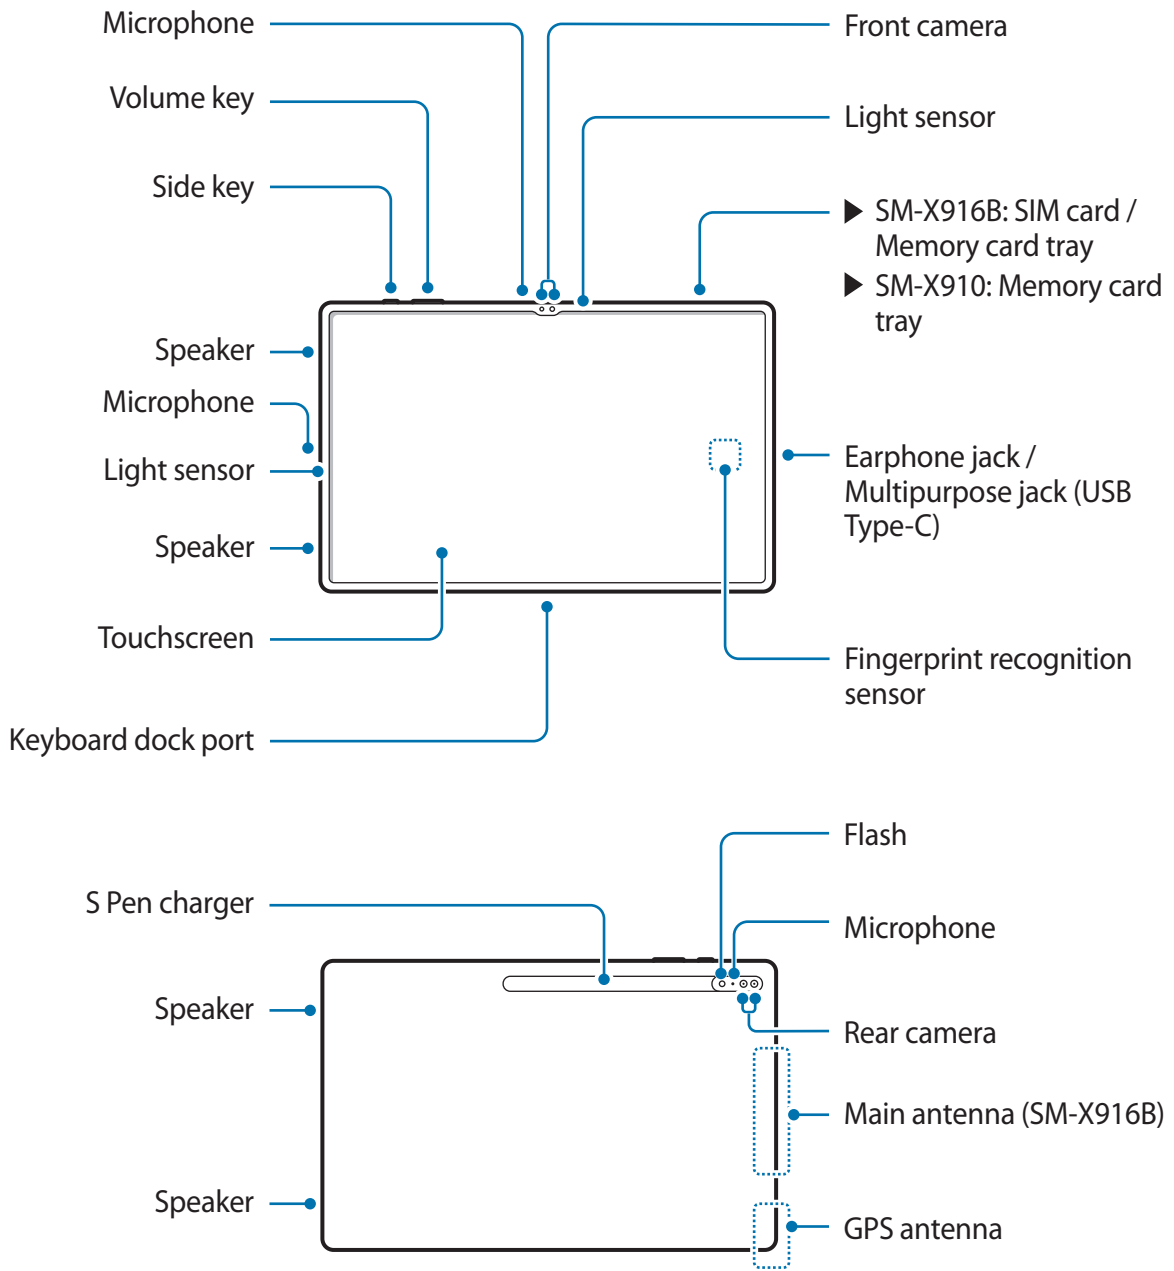 Microphone
Volume key
Side key
Speaker
Microphone
Light sensor
Speaker
Touchscreen
Keyboard dock port
Front camera
Light sensor
▶ SM-X916B: SIM card /
Memory card tray
▶ SM-X910: Memory card
tray
Earphone jack /
Multipurpose jack (USB
Type-C)
Fingerprint recognition
sensor
S Pen charger
Speaker
Speaker
Flash
Microphone
Rear camera
Main antenna (SM-X916B)
GPS antenna